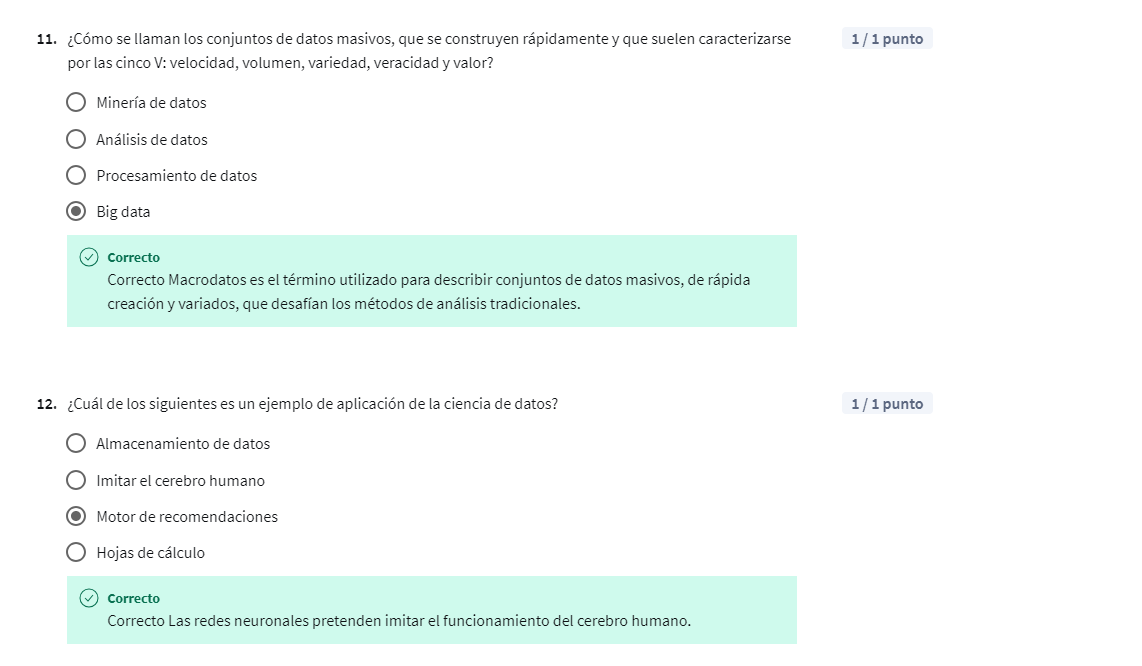 11. ¿Cómo se llaman los conjuntos de datos masivos, que se construyen rápidamente y que suelen caracterizarse
1 / 1 punto
por las cinco V: velocidad, volumen, variedad, veracidad y valor?
Minería de datos
Análisis de datos
Procesamiento de datos
Big data
Correcto
Correcto Macrodatos es el término utilizado para describir conjuntos de datos masivos, de rápida
creación y variados, que desafían los métodos de análisis tradicionales.
12. ¿Cuál de los siguientes es un ejemplo de aplicación de la ciencia de datos?
1 / 1 punto
Almacenamiento de datos
Imitar el cerebro humano
Motor de recomendaciones
Hojas de cálculo
Correcto
Correcto Las redes neuronales pretenden imitar el funcionamiento del cerebro humano.